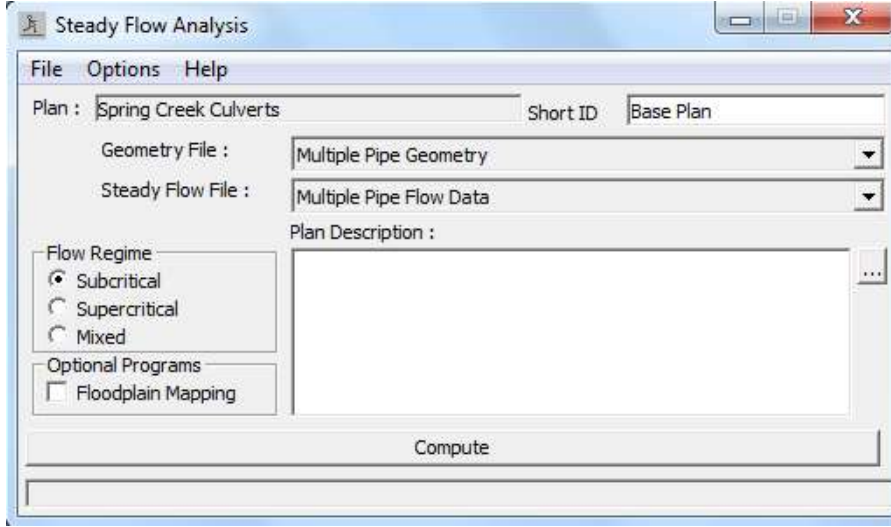 Steady Flow Analysis
File Options Help
Plan : Spring Creek Culverts Short ID Base Plan
Geometry File : Multiple Pipe Geometry
Steady Flow File : Multiple Pipe Flow Data
Plan Description :
Flow Regime
Subcritical
Supercritical
Mixed
Optional Programs
Floodplain Mapping
...
Compute